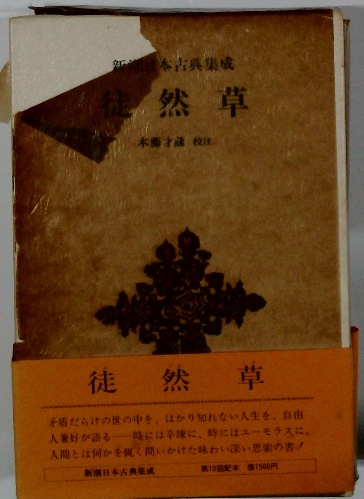 新潮日本古典集成
徒然草
木藤才蔵 校注
徒然草
矛盾だらけの世の中を、はかり知れない人生を、自由
人兼好が語る——時には辛辣に、時にはユーモラスに。
人間とは何かを鋭く問いかけた味わい深い思索の書!
新潮日本古典集成 第10回配本 価1500円